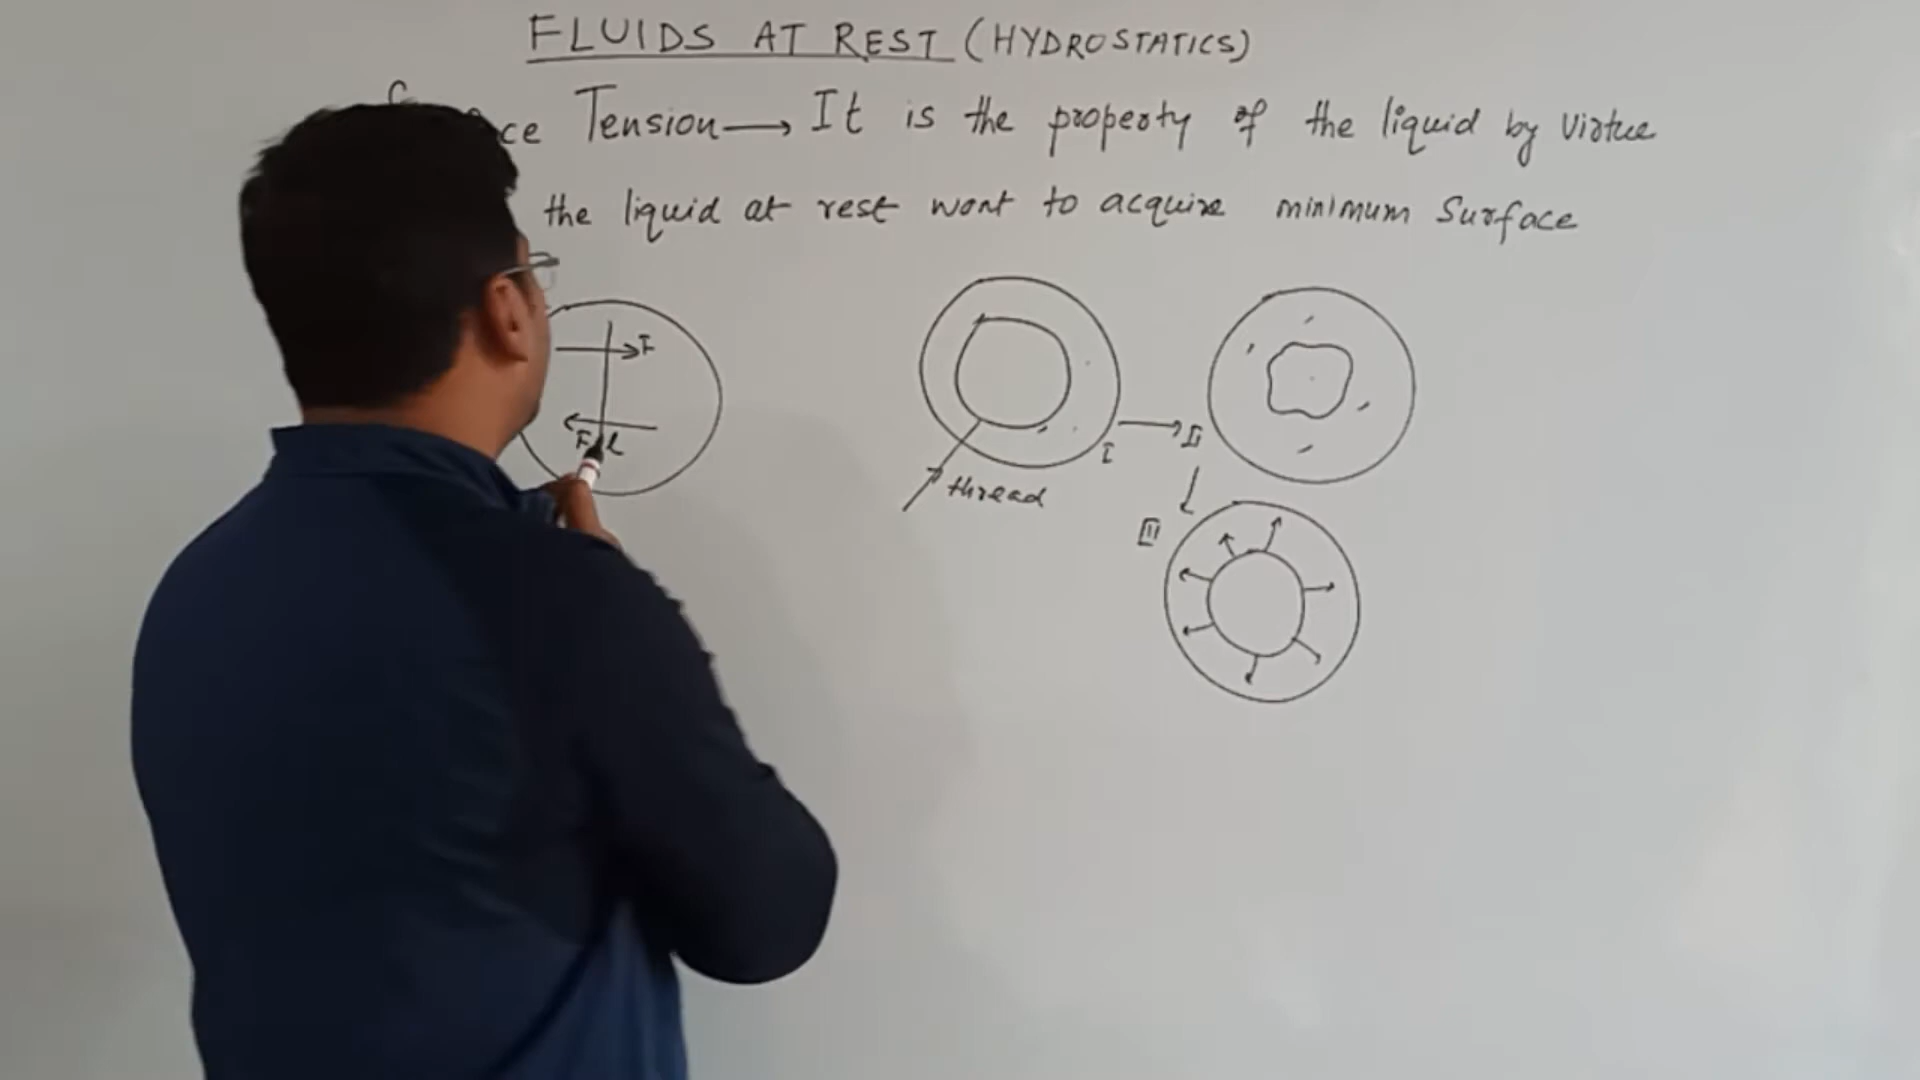 FLUIDS AT REST (HYDROSTATICS)
Tension → It is the property of the liquid by virtue
the liquid at rest want to acquire minimum Surface
F
F l
I
→ II
thread
III